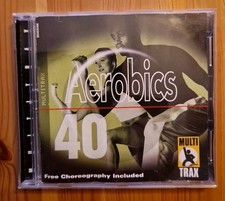 Aerobics
40
MULTI
TRAX
Free Choreography Included